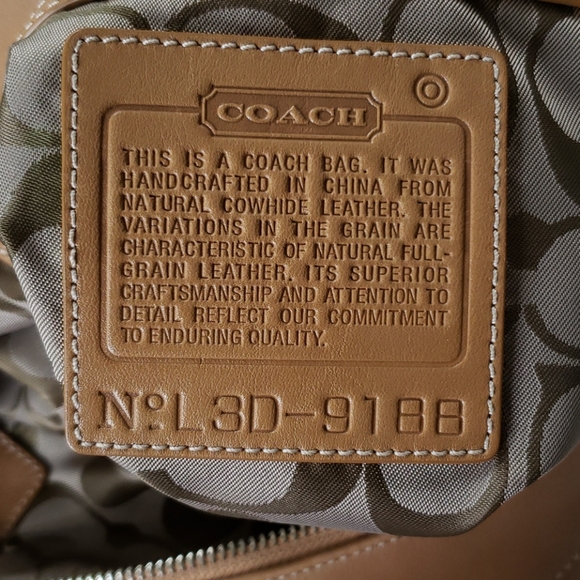 COACH
THIS IS A COACH BAG. IT WAS
HANDCRAFTED IN CHINA FROM
NATURAL COWHIDE LEATHER. THE
VARIATIONS IN THE GRAIN ARE
CHARACTERISTIC OF NATURAL FULL-
GRAIN LEATHER. ITS SUPERIOR
CRAFTSMANSHIP AND ATTENTION TO
DETAIL REFLECT OUR COMMITMENT
TO ENDURING QUALITY.
Nº L3D-9188